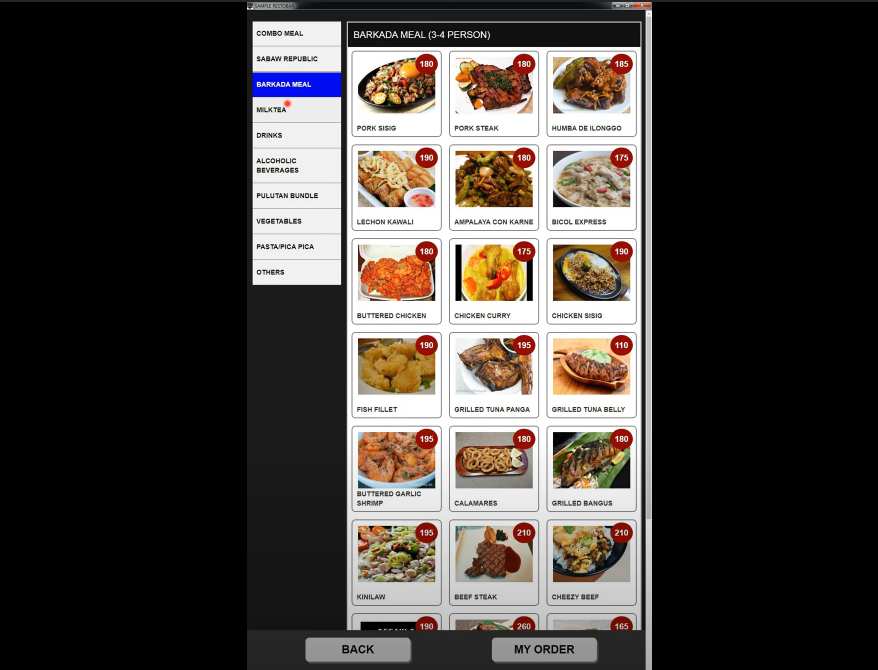 SAMPLE RESTOBAR
COMBO MEAL
SABAW REPUBLIC
BARKADA MEAL
MILKTEA
DRINKS
ALCOHOLIC
BEVERAGES
PULUTAN BUNDLE
VEGETABLES
PASTA/PICA PICA
OTHERS
BARKADA MEAL (3-4 PERSON)
180
PORK SISIG
180
PORK STEAK
185
HUMBA DE ILONGGO
190
LECHON KAWALI
180
AMPALAYA CON KARNE
175
BICOL EXPRESS
180
BUTTERED CHICKEN
175
CHICKEN CURRY
190
CHICKEN SISIG
190
FISH FILLET
195
GRILLED TUNA PANGA
110
GRILLED TUNA BELLY
195
BUTTERED GARLIC
SHRIMP
180
CALAMARES
180
GRILLED BANGUS
195
KINILAW
210
BEEF STEAK
210
CHEEZY BEEF
190
260
165
BACK
MY ORDER